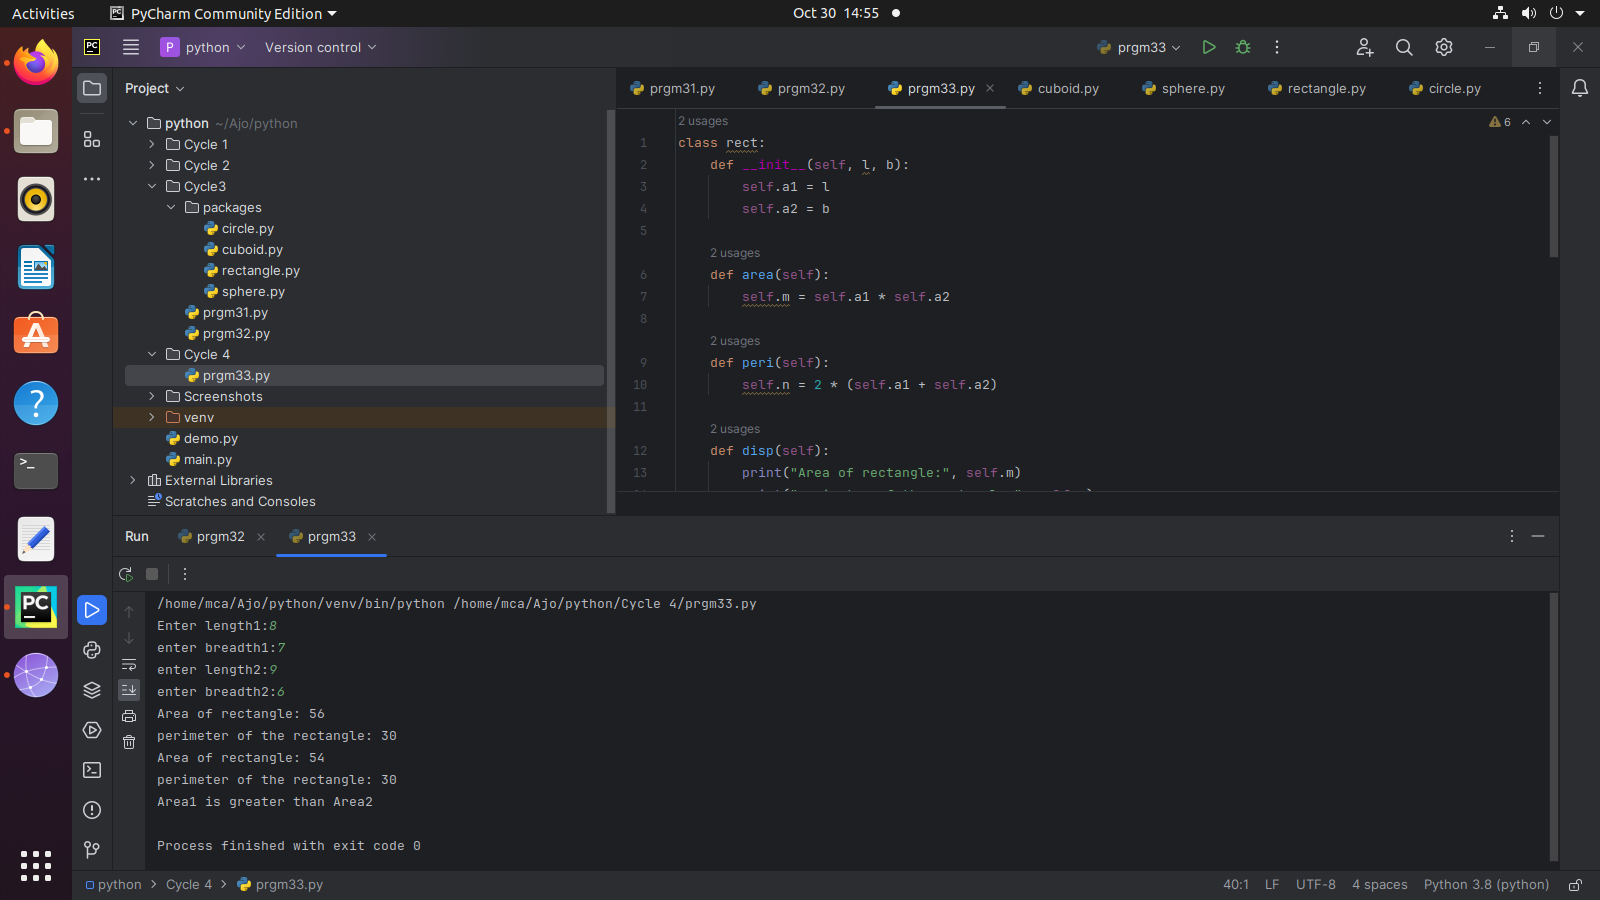 Activities PyCharm Community Edition Oct 30 14:55
PC P python Version control prgm33
Project prgm31.py prgm32.py prgm33.py cuboid.py sphere.py rectangle.py circle.py
python ~/Ajo/python
Cycle 1
Cycle 2
Cycle3
packages
circle.py
cuboid.py
rectangle.py
sphere.py
prgm31.py
prgm32.py
Cycle 4
prgm33.py
Screenshots
venv
demo.py
main.py
External Libraries
Scratches and Consoles
2 usages 6
1 class rect:
2 def __init__(self, l, b):
3 self.a1 = l
4 self.a2 = b
5
2 usages
6 def area(self):
7 self.m = self.a1 * self.a2
8
2 usages
9 def peri(self):
10 self.n = 2 * (self.a1 + self.a2)
11
2 usages
12 def disp(self):
13 print("Area of rectangle:", self.m)
Run prgm32 prgm33
/home/mca/Ajo/python/venv/bin/python /home/mca/Ajo/python/Cycle 4/prgm33.py
Enter length1:8
enter breadth1:7
enter length2:9
enter breadth2:6
Area of rectangle: 56
perimeter of the rectangle: 30
Area of rectangle: 54
perimeter of the rectangle: 30
Area1 is greater than Area2
Process finished with exit code 0
PC
python Cycle 4 prgm33.py 40:1 LF UTF-8 4 spaces Python 3.8 (python)